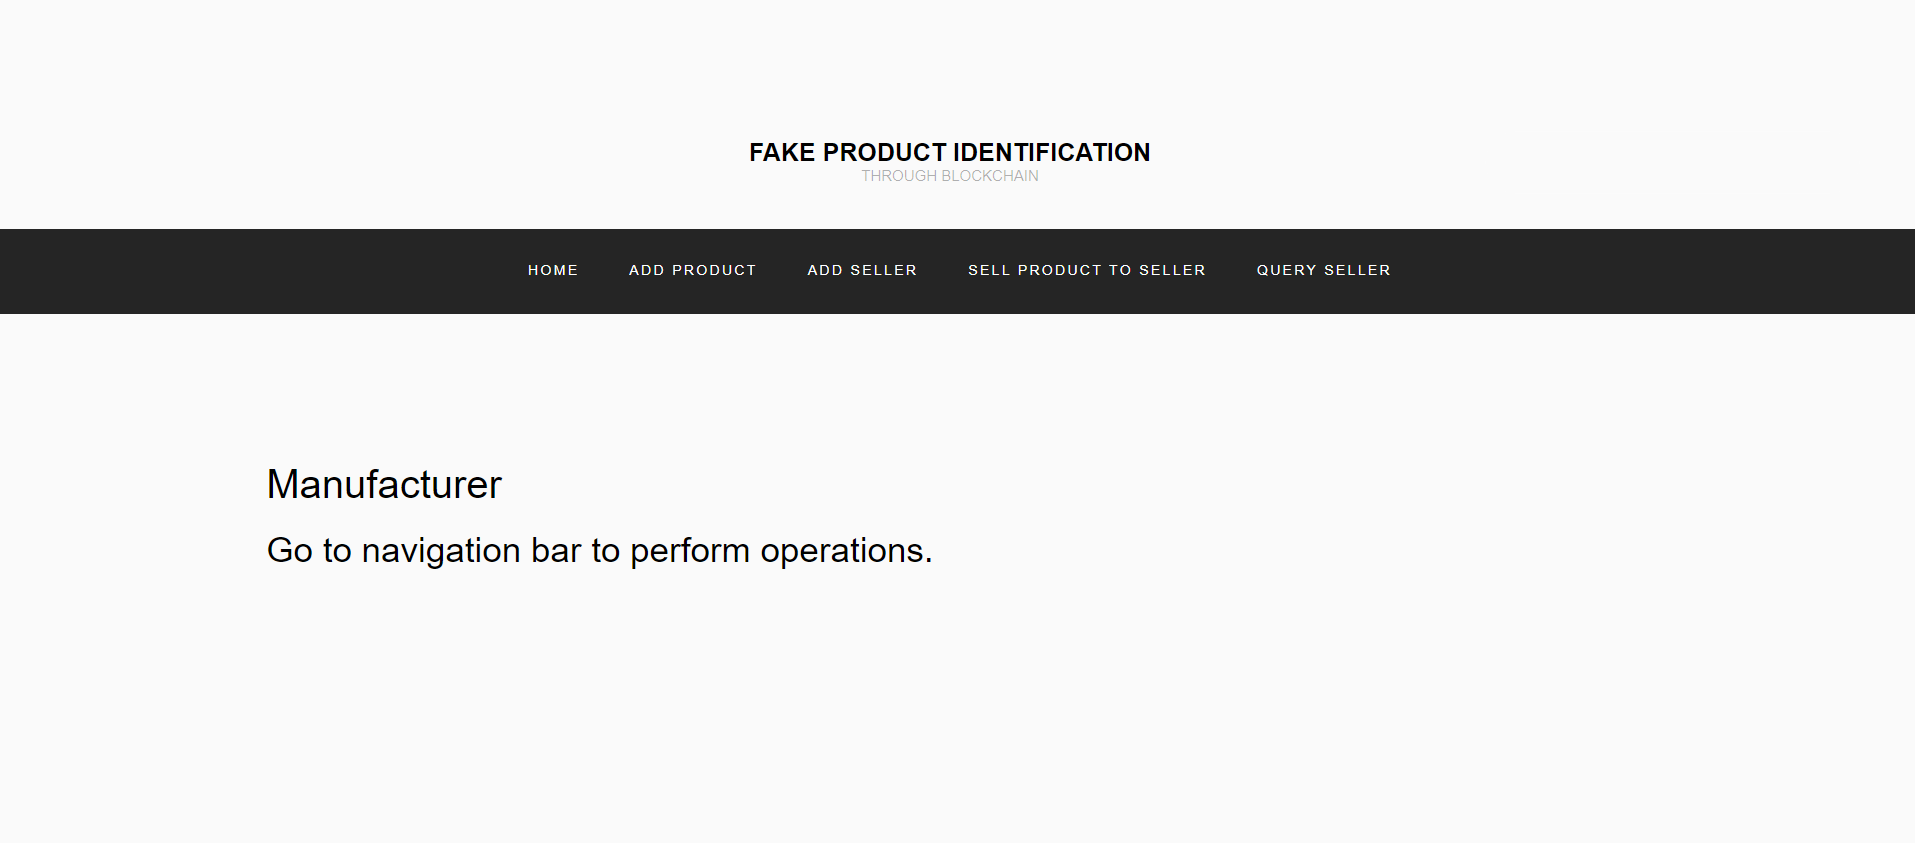 FAKE PRODUCT IDENTIFICATION
THROUGH BLOCKCHAIN
HOME ADD PRODUCT ADD SELLER SELL PRODUCT TO SELLER QUERY SELLER
Manufacturer
Go to navigation bar to perform operations.